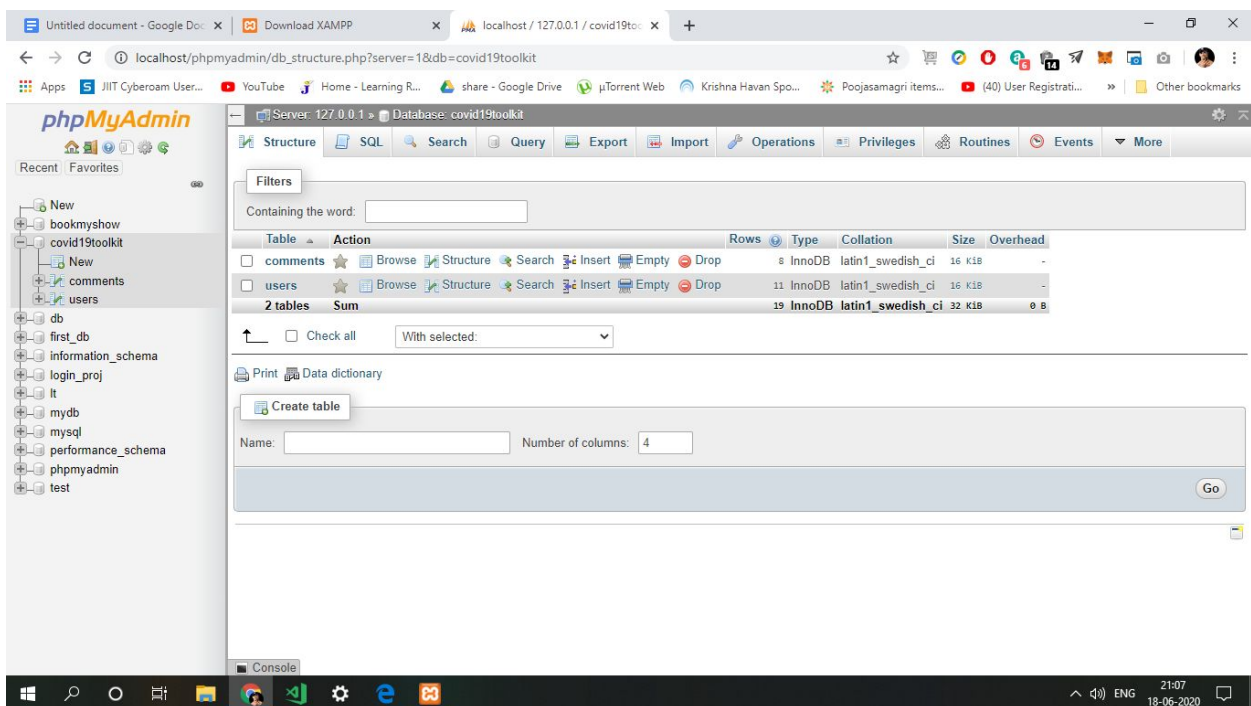 Untitled document - Google Doc
Download XAMPP
localhost / 127.0.0.1 / covid19too
localhost/phpmyadmin/db_structure.php?server=1&db=covid19toolkit
6
14
Apps
JIIT Cyberoam User...
YouTube
Home - Learning R...
share - Google Drive
µTorrent Web
Krishna Havan Spo...
Poojasamagri items...
(40) User Registrati...
»
Other bookmarks
phpMyAdmin
Recent Favorites
New
bookmyshow
covid19toolkit
New
comments
users
db
first_db
information_schema
login_proj
lt
mydb
mysql
performance_schema
phpmyadmin
test
Server: 127.0.0.1 » Database: covid19toolkit
Structure SQL Search Query Export Import Operations Privileges Routines Events More
Filters
Containing the word:
Table Action Rows Type Collation Size Overhead
comments Browse Structure Search Insert Empty Drop 8 InnoDB latin1_swedish_ci 16 KiB -
users Browse Structure Search Insert Empty Drop 11 InnoDB latin1_swedish_ci 16 KiB -
2 tables Sum 19 InnoDB latin1_swedish_ci 32 KiB 0 B
Check all With selected:
Print Data dictionary
Create table
Name: Number of columns: 4
Go
Console
ENG
21:07
18-06-2020